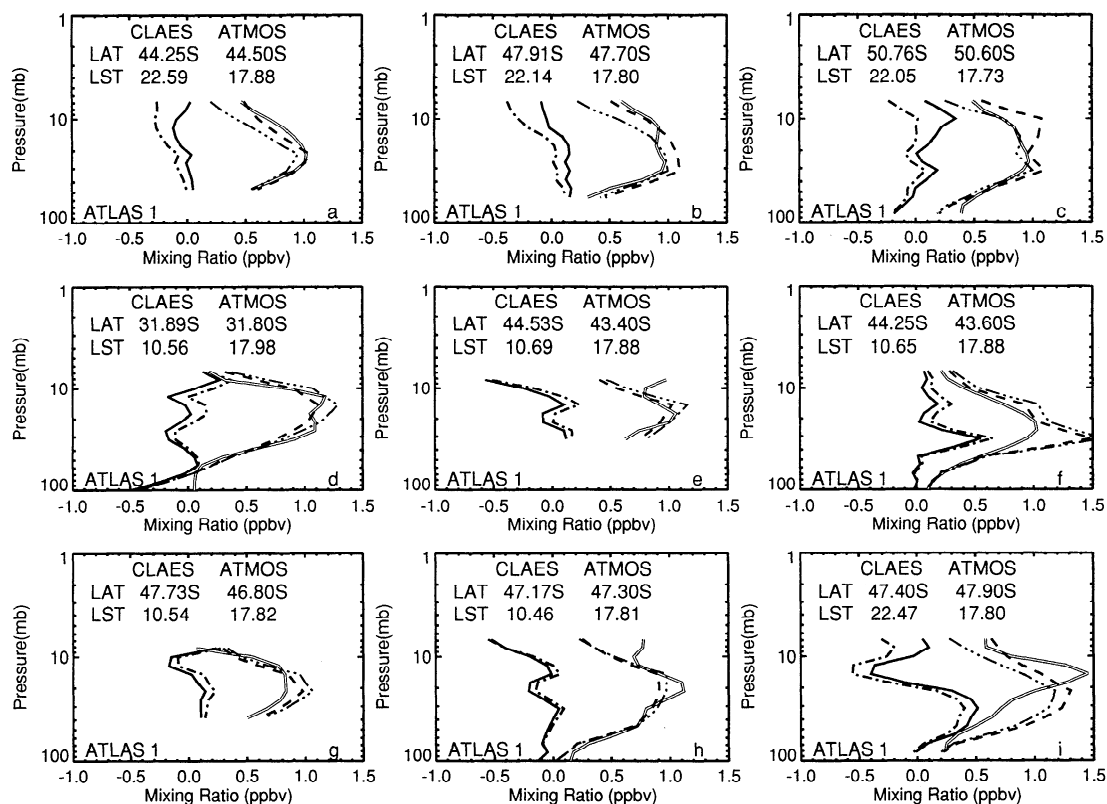 1
CLAES ATMOS
LAT 44.25S 44.50S
LST 22.59 17.88
10
Pressure(mb)
100
ATLAS 1 a
-1.0 -0.5 0.0 0.5 1.0 1.5
Mixing Ratio (ppbv)
1
CLAES ATMOS
LAT 47.91S 47.70S
LST 22.14 17.80
10
Pressure(mb)
100
ATLAS 1 b
-1.0 -0.5 0.0 0.5 1.0 1.5
Mixing Ratio (ppbv)
1
CLAES ATMOS
LAT 50.76S 50.60S
LST 22.05 17.73
10
Pressure(mb)
100
ATLAS 1 c
-1.0 -0.5 0.0 0.5 1.0 1.5
Mixing Ratio (ppbv)
1
CLAES ATMOS
LAT 31.89S 31.80S
LST 10.56 17.98
10
Pressure(mb)
100
ATLAS 1 d
-1.0 -0.5 0.0 0.5 1.0 1.5
Mixing Ratio (ppbv)
1
CLAES ATMOS
LAT 44.53S 43.40S
LST 10.69 17.88
10
Pressure(mb)
100
ATLAS 1 e
-1.0 -0.5 0.0 0.5 1.0 1.5
Mixing Ratio (ppbv)
1
CLAES ATMOS
LAT 44.25S 43.60S
LST 10.65 17.88
10
Pressure(mb)
100
ATLAS 1 f
-1.0 -0.5 0.0 0.5 1.0 1.5
Mixing Ratio (ppbv)
1
CLAES ATMOS
LAT 47.73S 46.80S
LST 10.54 17.82
10
Pressure(mb)
100
ATLAS 1 g
-1.0 -0.5 0.0 0.5 1.0 1.5
Mixing Ratio (ppbv)
1
CLAES ATMOS
LAT 47.17S 47.30S
LST 10.46 17.81
10
Pressure(mb)
100
ATLAS 1 h
-1.0 -0.5 0.0 0.5 1.0 1.5
Mixing Ratio (ppbv)
1
CLAES ATMOS
LAT 47.40S 47.90S
LST 22.47 17.80
10
Pressure(mb)
100
ATLAS 1 i
-1.0 -0.5 0.0 0.5 1.0 1.5
Mixing Ratio (ppbv)